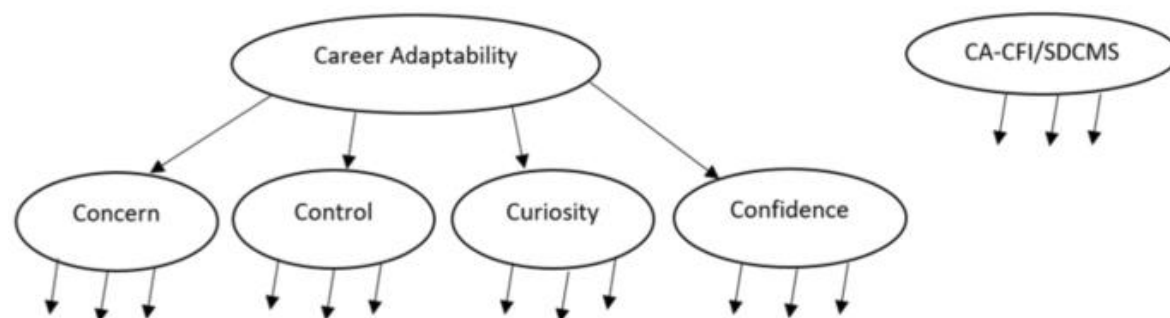 Career Adaptability
CA-CFI/SDCMS
Concern
Control
Curiosity
Confidence